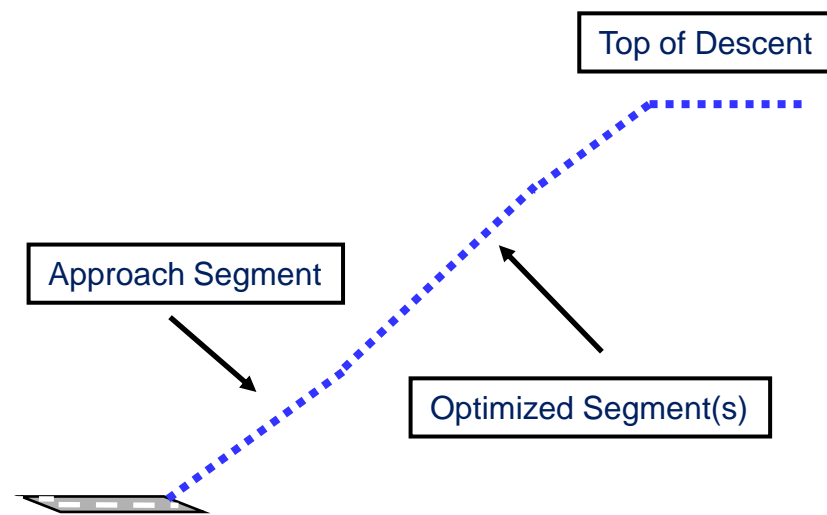 Top of Descent
Approach Segment
Optimized Segment(s)